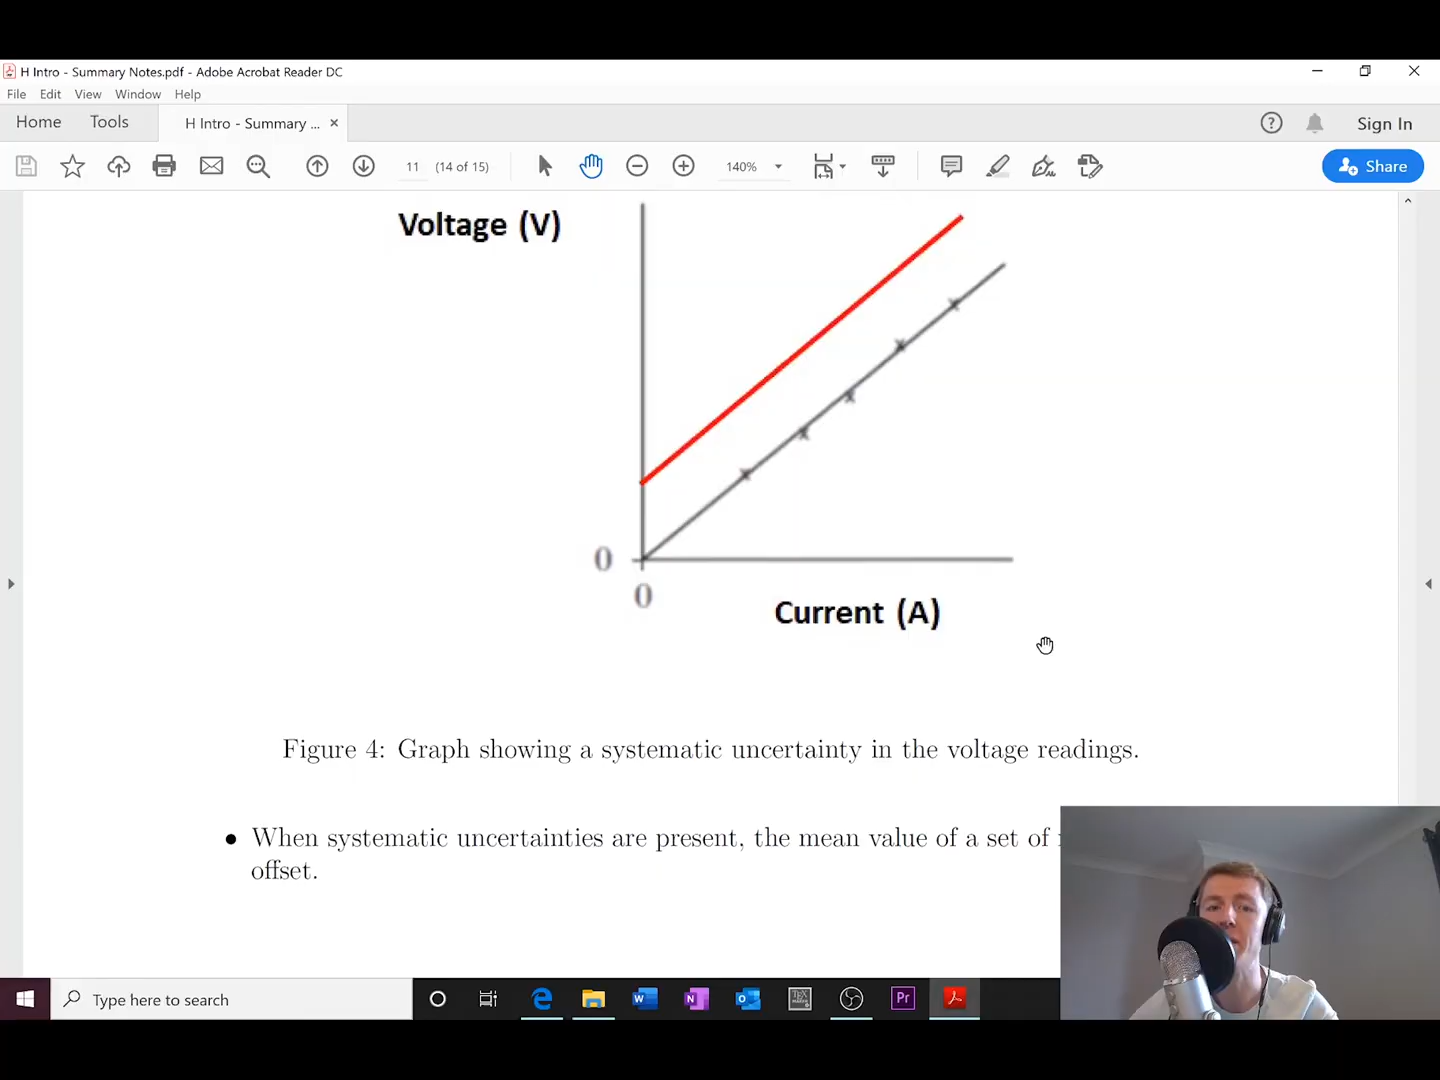 H Intro - Summary Notes.pdf - Adobe Acrobat Reader DC
File Edit View Window Help
Home Tools H Intro - Summary ... × Sign In
11 (14 of 15) 140% Share
Voltage (V)
0
0
Current (A)
Figure 4: Graph showing a systematic uncertainty in the voltage readings.
• When systematic uncertainties are present, the mean value of a set of
offset.
Type here to search